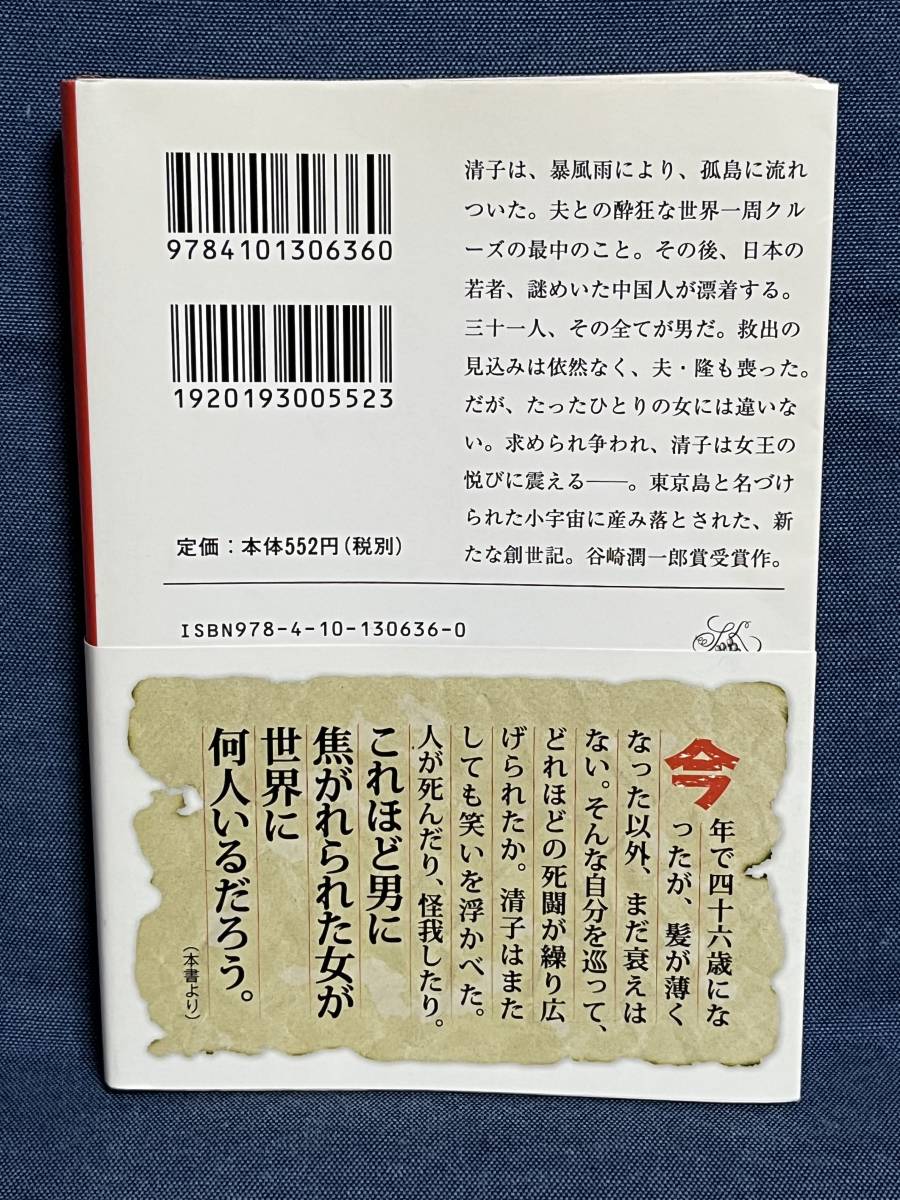 9784101306360
1920193005523
定価：本体552円（税別）
清子は、暴風雨により、孤島に流れ
ついた。夫との酔狂な世界一周クル
ーズの最中のこと。その後、日本の
若者、謎めいた中国人が漂着する。
三十一人、その全てが男だ。救出の
見込みは依然なく、夫・隆も喪った。
だが、たったひとりの女には違いな
い。求められ争われ、清子は女王の
悦びに震える――。東京島と名づけ
られた小宇宙に産み落とされた、新
たな創世記。谷崎潤一郎賞受賞作。
ISBN978-4-10-130636-0
今年で四十六歳にな
ったが、髪が薄く
なった以外、まだ衰えは
ない。そんな自分を巡って、
どれほどの死闘が繰り広
げられたか。清子はまた
しても笑いを浮かべた。
人が死んだり、怪我したり。
これほど男に
焦がれられた女が
世界に
何人いるだろう。
（本書より）